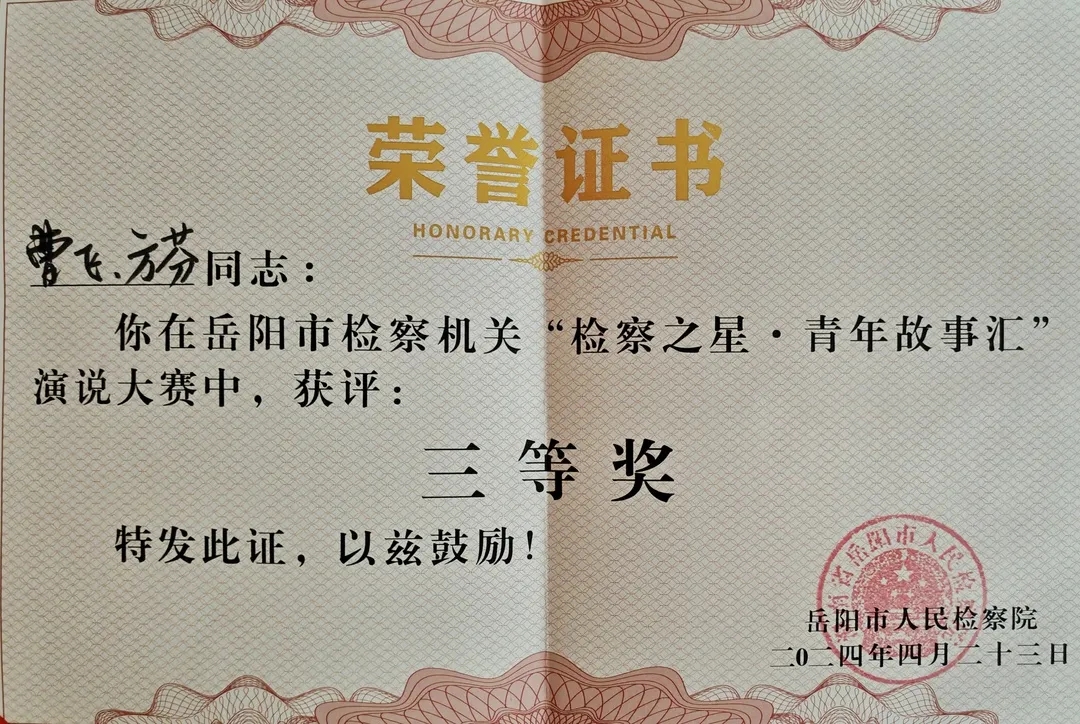 荣誉证书
HONORARY CREDENTIAL
曹飞、方芬同志：
你在岳阳市检察机关“检察之星·青年故事汇”
演说大赛中，获评：
三等奖
特发此证，以兹鼓励！
岳阳市人民检察院
二0二四年四月二十三日